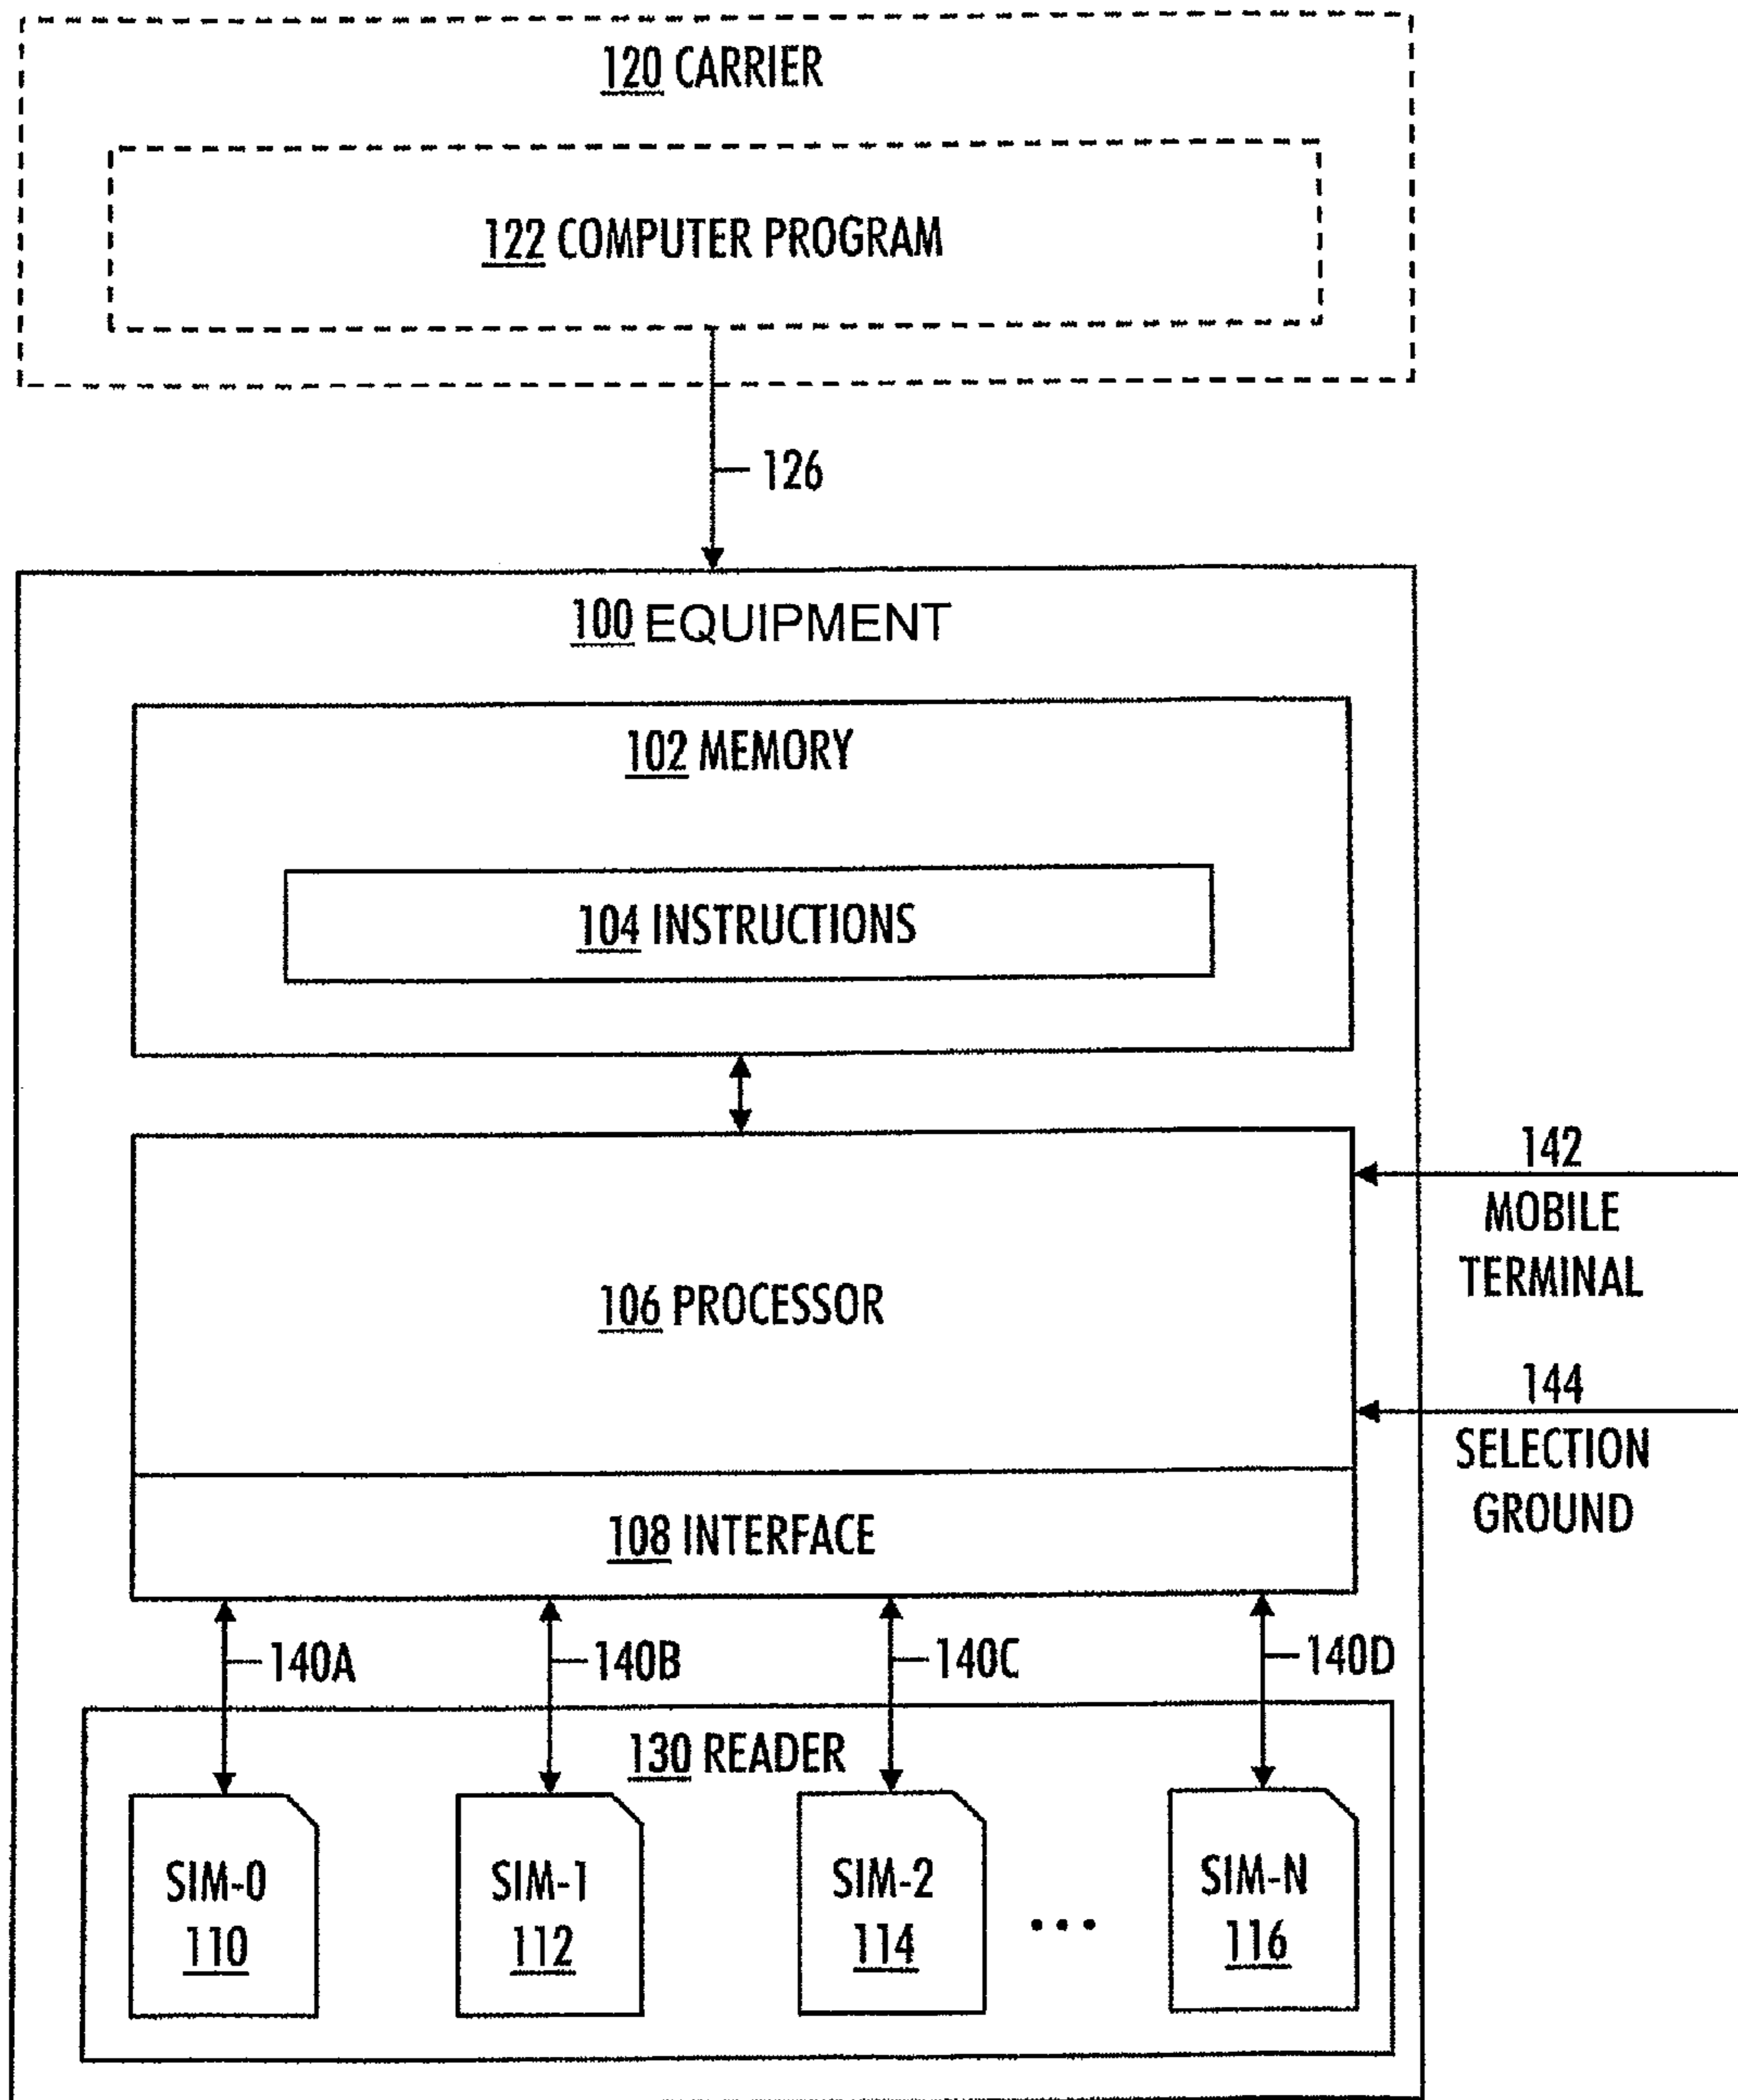 120 CARRIER
122 COMPUTER PROGRAM
126
100 EQUIPMENT
102 MEMORY
104 INSTRUCTIONS
142
MOBILE
TERMINAL
106 PROCESSOR
144
SELECTION
GROUND
108 INTERFACE
140A 140B 140C 140D
130 READER
SIM-0 SIM-1 SIM-2 ... SIM-N
110 112 114 116